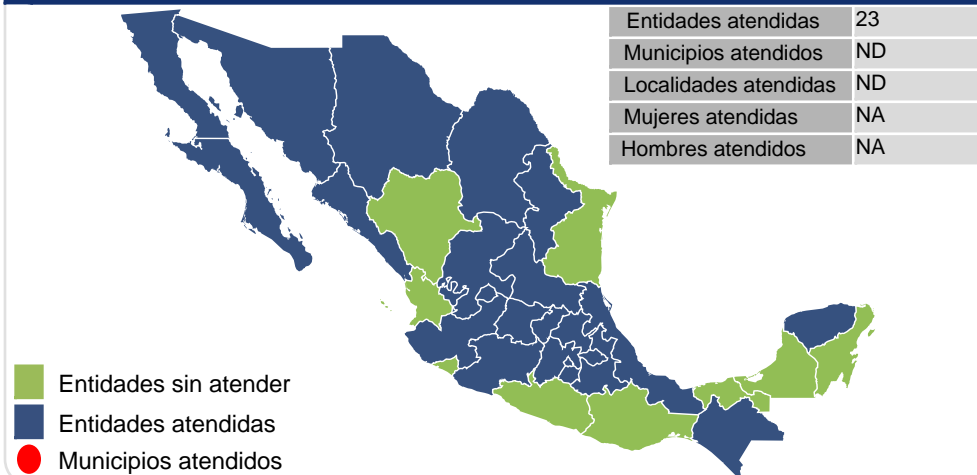 Entidades atendidas 23
Municipios atendidos ND
Localidades atendidas ND
Mujeres atendidas NA
Hombres atendidos NA
Entidades sin atender
Entidades atendidas
Municipios atendidos